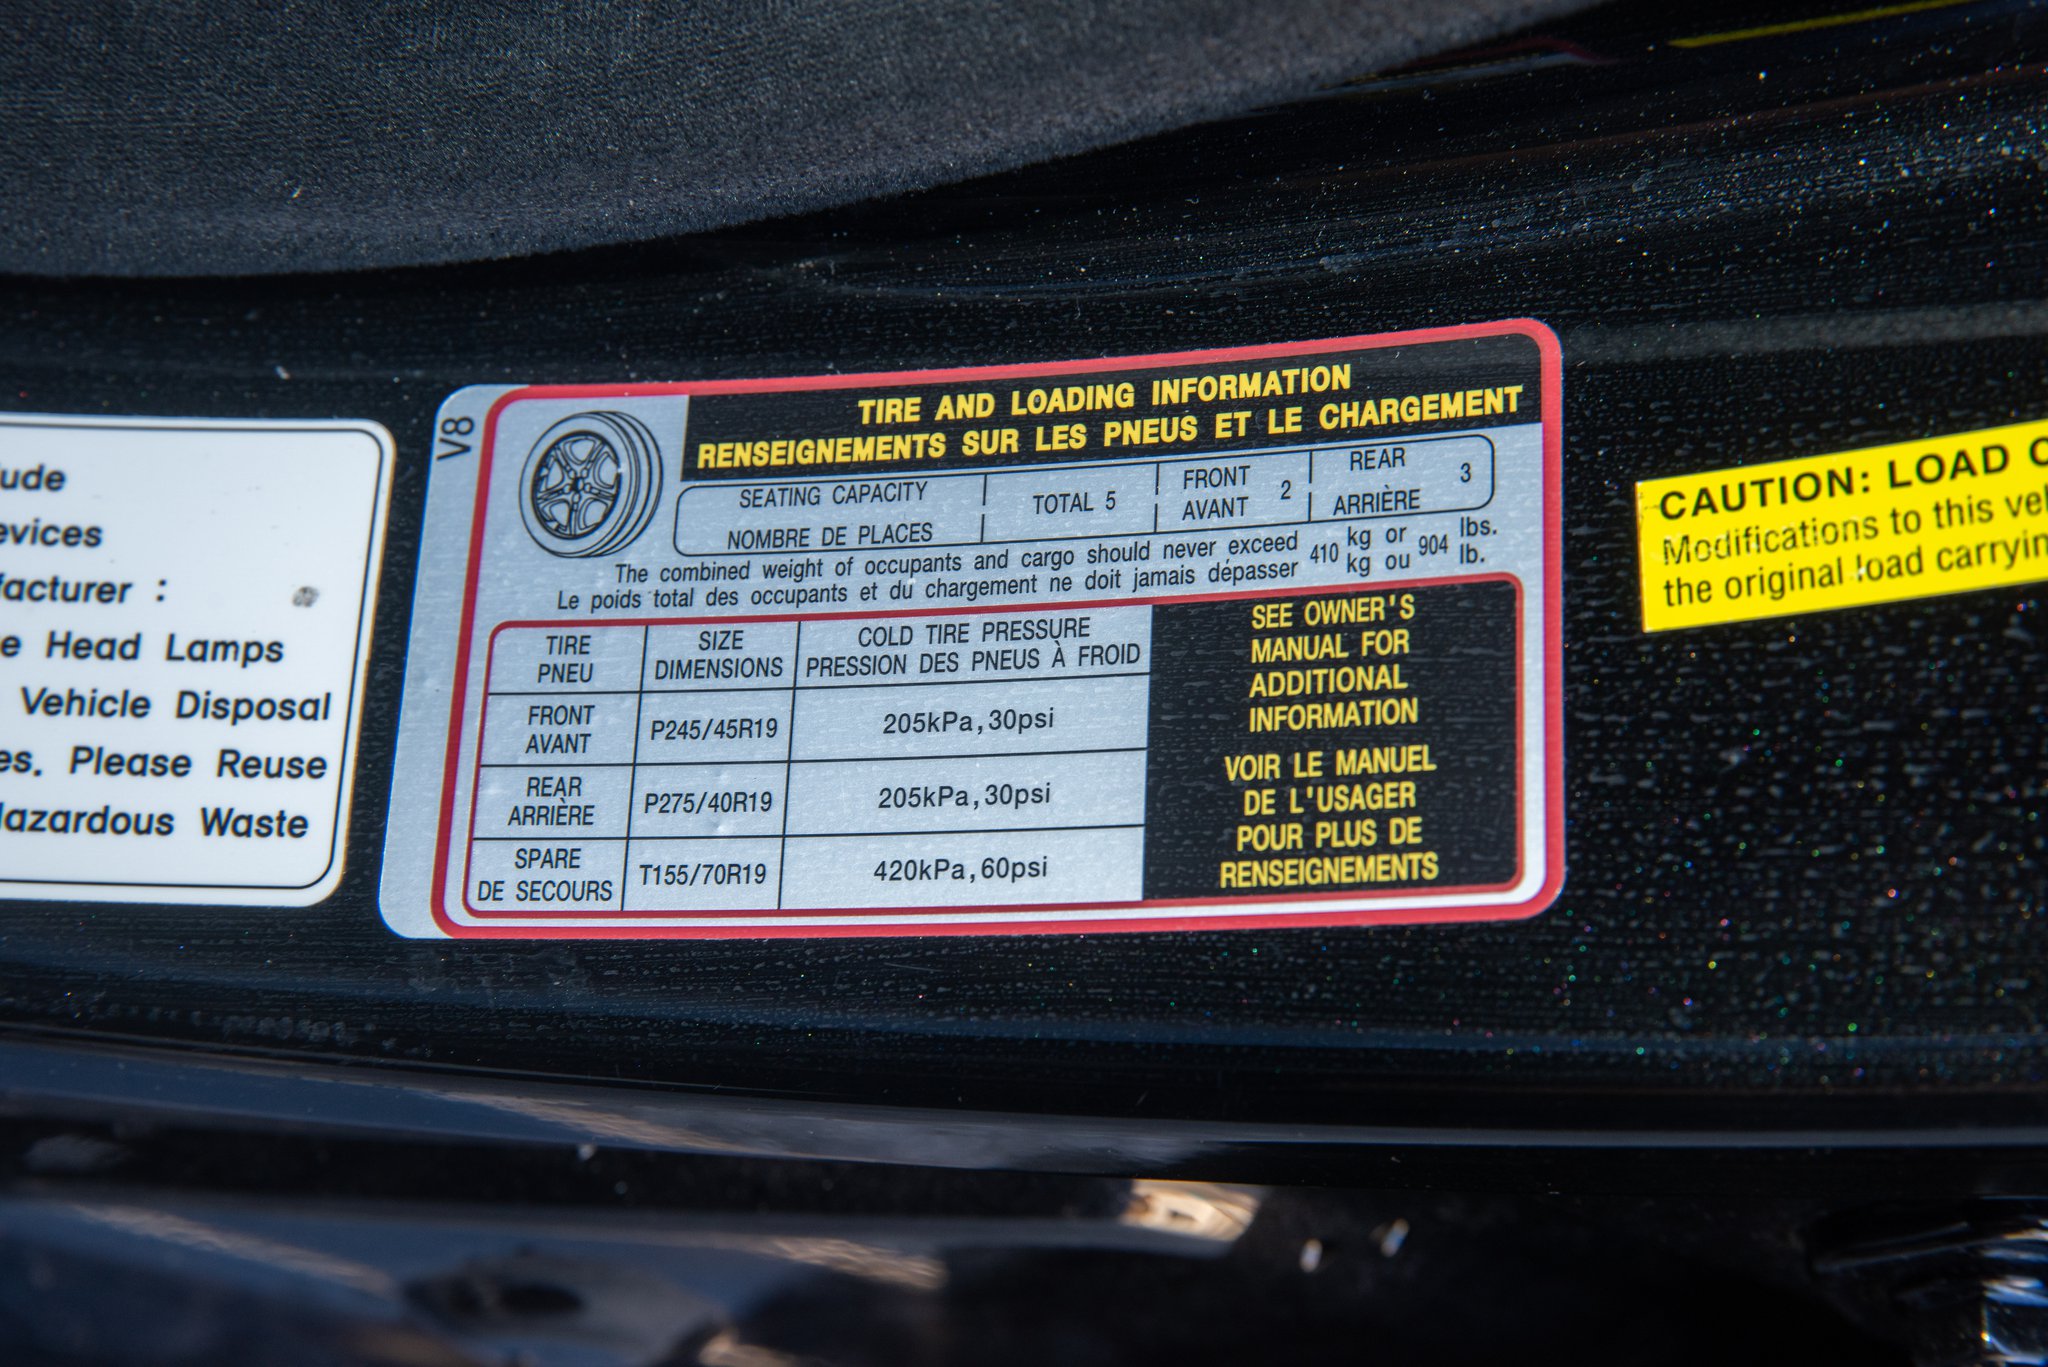 ude
evices
facturer :
e Head Lamps
Vehicle Disposal
es. Please Reuse
Hazardous Waste
V8
TIRE AND LOADING INFORMATION
RENSEIGNEMENTS SUR LES PNEUS ET LE CHARGEMENT
SEATING CAPACITY
NOMBRE DE PLACES
TOTAL 5
FRONT
AVANT
2
REAR
ARRIÈRE
3
The combined weight of occupants and cargo should never exceed 410 kg or 904 lbs.
Le poids total des occupants et du chargement ne doit jamais dépasser kg ou lb.
TIRE
PNEU
SIZE
DIMENSIONS
COLD TIRE PRESSURE
PRESSION DES PNEUS À FROID
FRONT
AVANT
P245/45R19
205kPa,30psi
REAR
ARRIÈRE
P275/40R19
205kPa,30psi
SPARE
DE SECOURS
T155/70R19
420kPa,60psi
SEE OWNER'S
MANUAL FOR
ADDITIONAL
INFORMATION
VOIR LE MANUEL
DE L'USAGER
POUR PLUS DE
RENSEIGNEMENTS
CAUTION: LOAD C
Modifications to this veh
the original load carryin